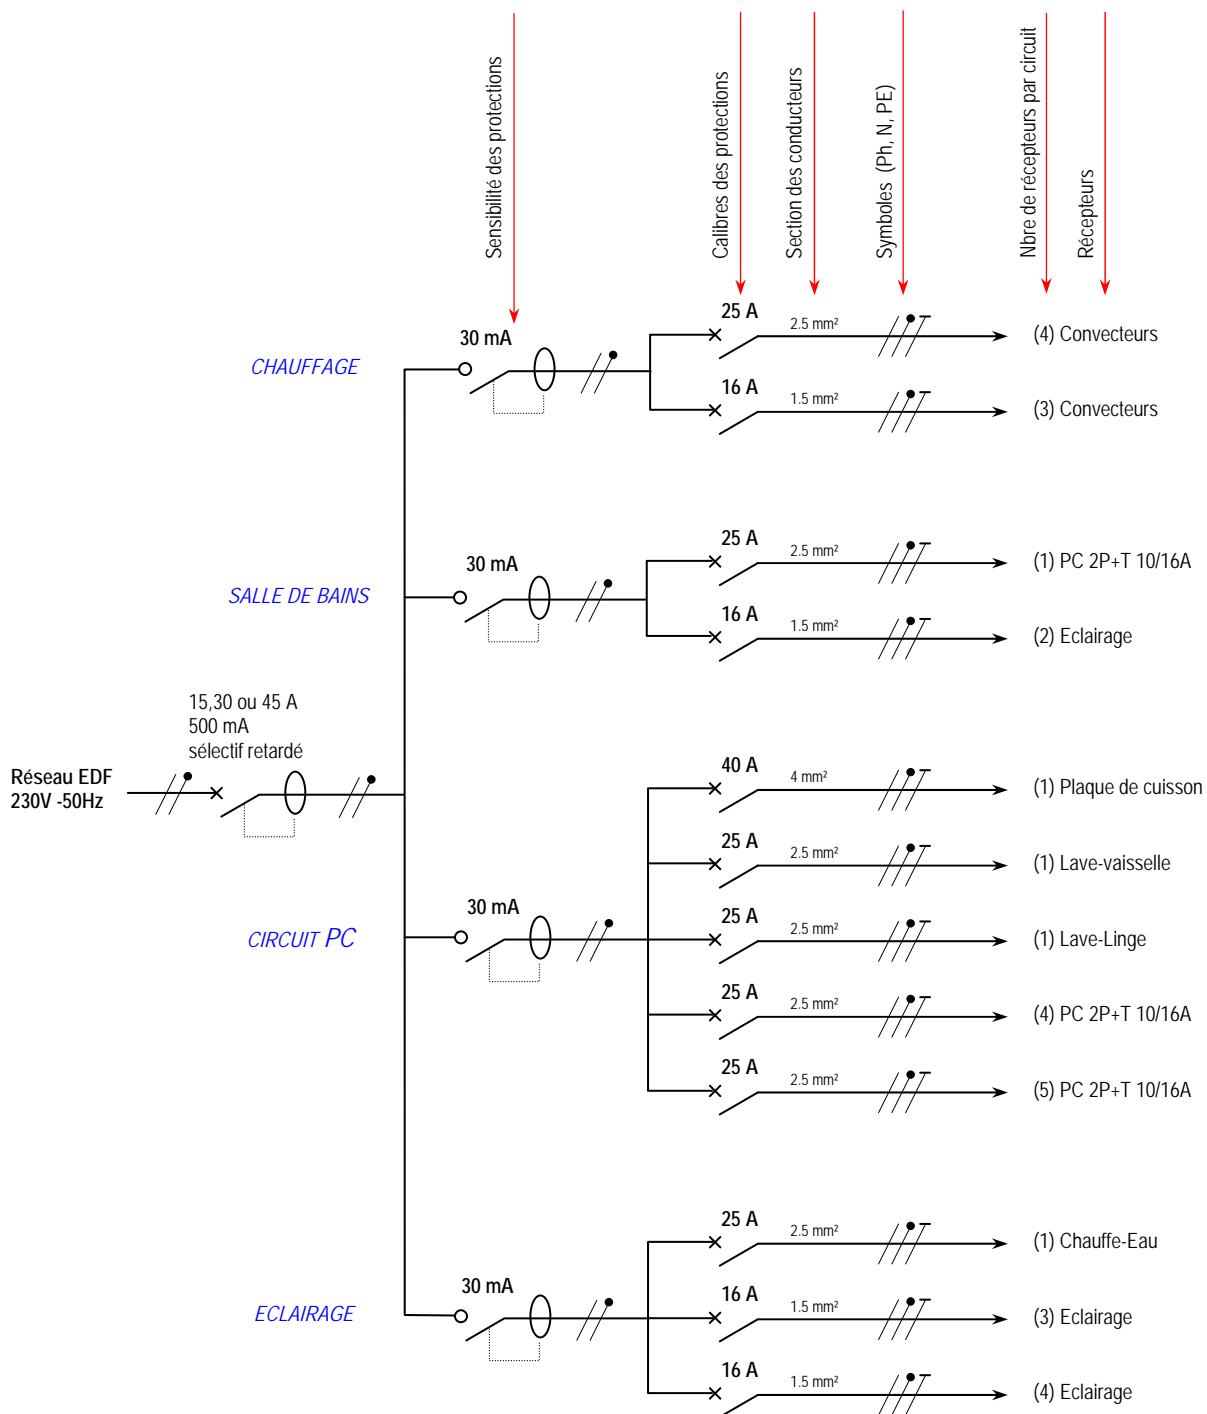 Sensibilité des protections
Calibres des protections
Section des conducteurs
Symboles (Ph, N, PE)
Nbre de récepteurs par circuit
Récepteurs
CHAUFFAGE
30 mA
25 A
2.5 mm²
(4) Convecteurs
16 A
1.5 mm²
(3) Convecteurs
SALLE DE BAINS
30 mA
25 A
2.5 mm²
(1) PC 2P+T 10/16A
16 A
1.5 mm²
(2) Eclairage
15,30 ou 45 A
500 mA
sélectif retardé
Réseau EDF
230V -50Hz
CIRCUIT PC
30 mA
40 A
4 mm²
(1) Plaque de cuisson
25 A
2.5 mm²
(1) Lave-vaisselle
25 A
2.5 mm²
(1) Lave-Linge
25 A
2.5 mm²
(4) PC 2P+T 10/16A
25 A
2.5 mm²
(5) PC 2P+T 10/16A
ECLAIRAGE
30 mA
25 A
2.5 mm²
(1) Chauffe-Eau
16 A
1.5 mm²
(3) Eclairage
16 A
1.5 mm²
(4) Eclairage